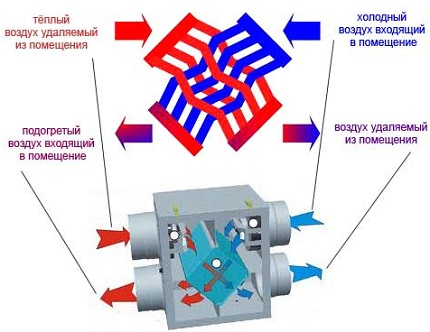 тёплый
воздух удаляемый
из помещения
холодный
воздух входящий
в помещение
подогретый
воздух входящий
в помещение
воздух удаляемый
из помещения